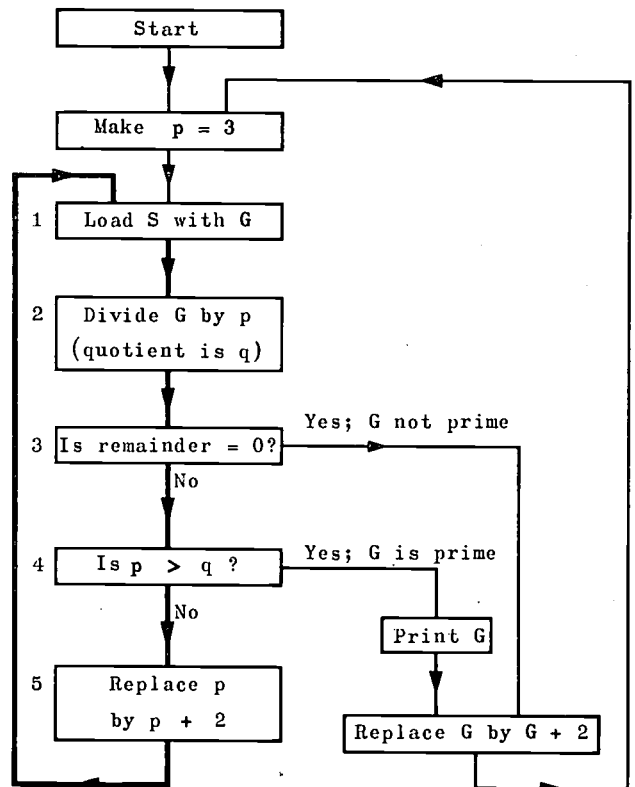 Start
Make p = 3
1 Load S with G
2 Divide G by p
(quotient is q)
3 Is remainder = 0?
Yes; G not prime
No
4 Is p > q ?
Yes; G is prime
No
Print G
5 Replace p
by p + 2
Replace G by G + 2